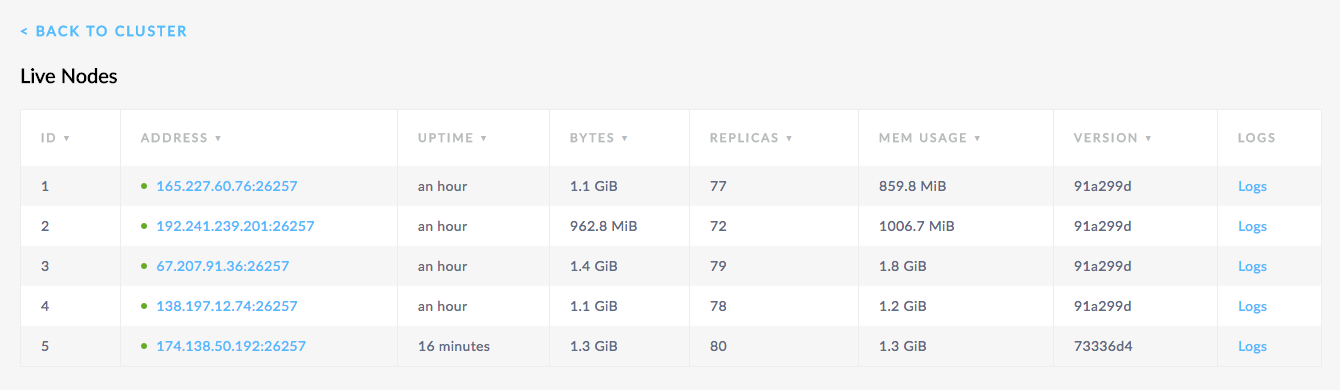 < BACK TO CLUSTER
Live Nodes
ID ▼ ADDRESS ▼ UPTIME ▼ BYTES ▼ REPLICAS ▼ MEM USAGE ▼ VERSION ▼ LOGS
1 165.227.60.76:26257 an hour 1.1 GiB 77 859.8 MiB 91a299d Logs
2 192.241.239.201:26257 an hour 962.8 MiB 72 1006.7 MiB 91a299d Logs
3 67.207.91.36:26257 an hour 1.4 GiB 79 1.8 GiB 91a299d Logs
4 138.197.12.74:26257 an hour 1.1 GiB 78 1.2 GiB 91a299d Logs
5 174.138.50.192:26257 16 minutes 1.3 GiB 80 1.3 GiB 73336d4 Logs